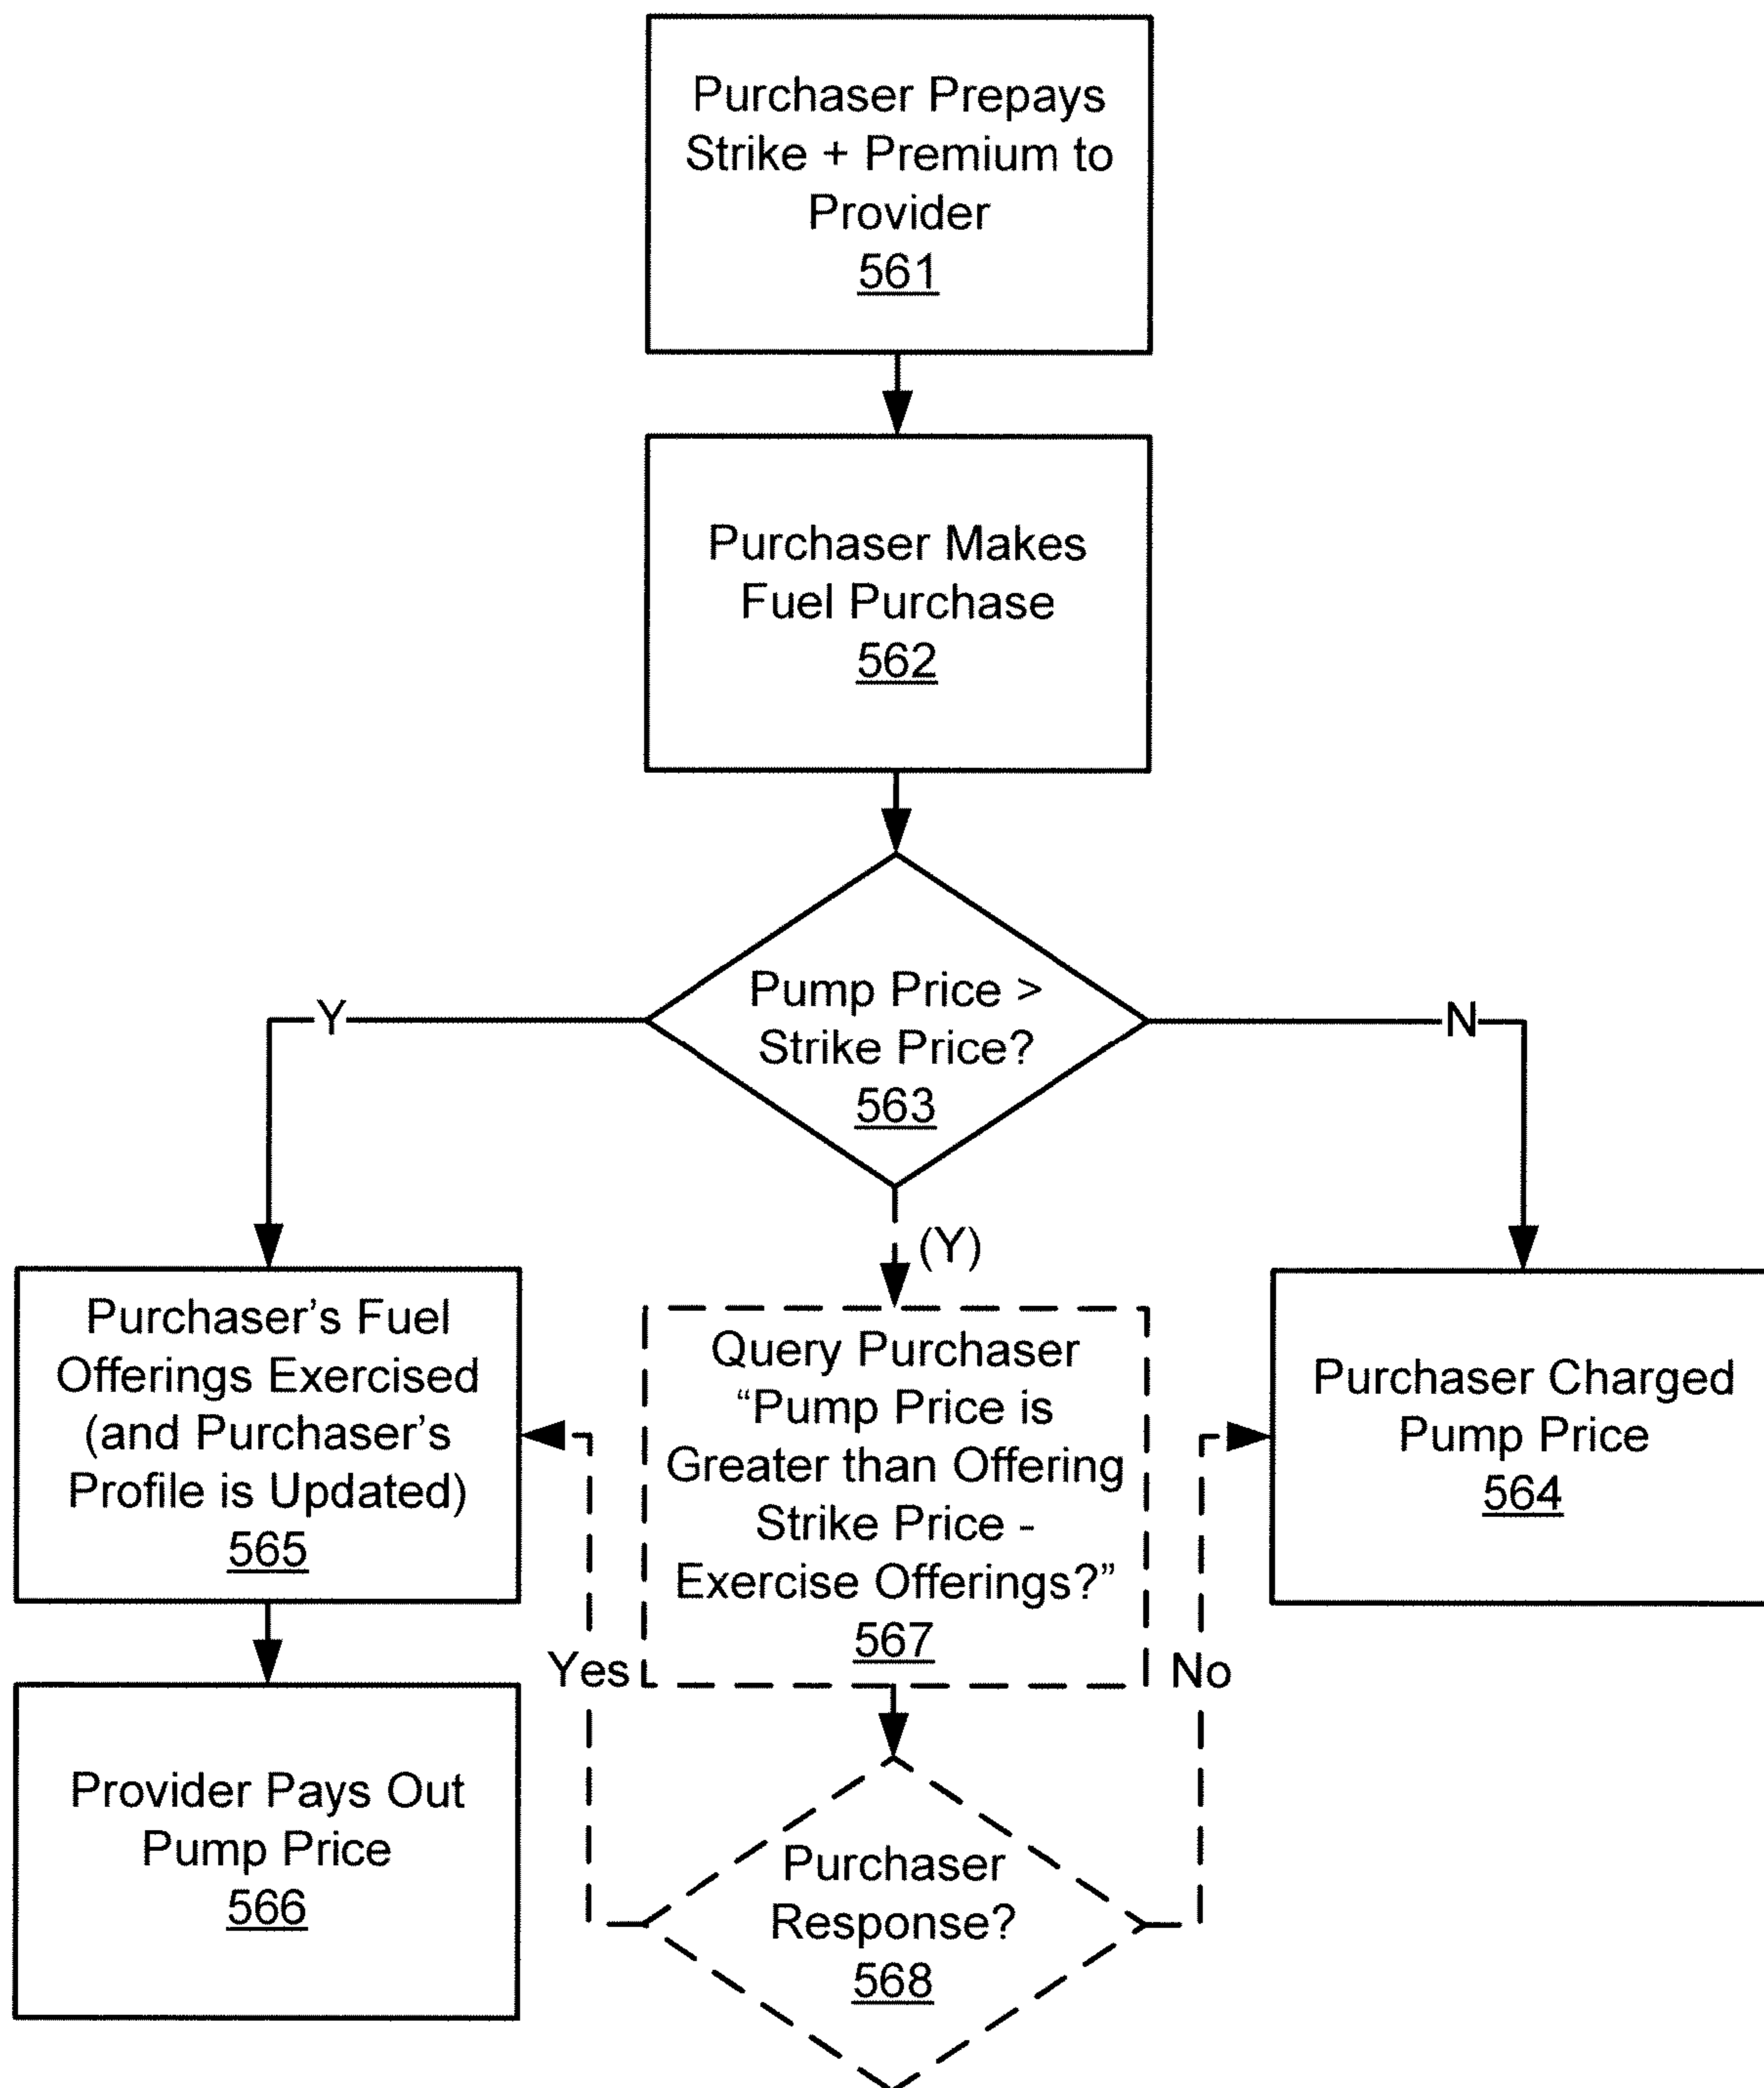 Purchaser Prepays
Strike + Premium to
Provider
561
Purchaser Makes
Fuel Purchase
562
Pump Price >
Strike Price?
563
Y
N
(Y)
Purchaser’s Fuel
Offerings Exercised
(and Purchaser’s
Profile is Updated)
565
Query Purchaser
“Pump Price is
Greater than Offering
Strike Price -
Exercise Offerings?”
567
Purchaser Charged
Pump Price
564
Yes
No
Provider Pays Out
Pump Price
566
Purchaser
Response?
568